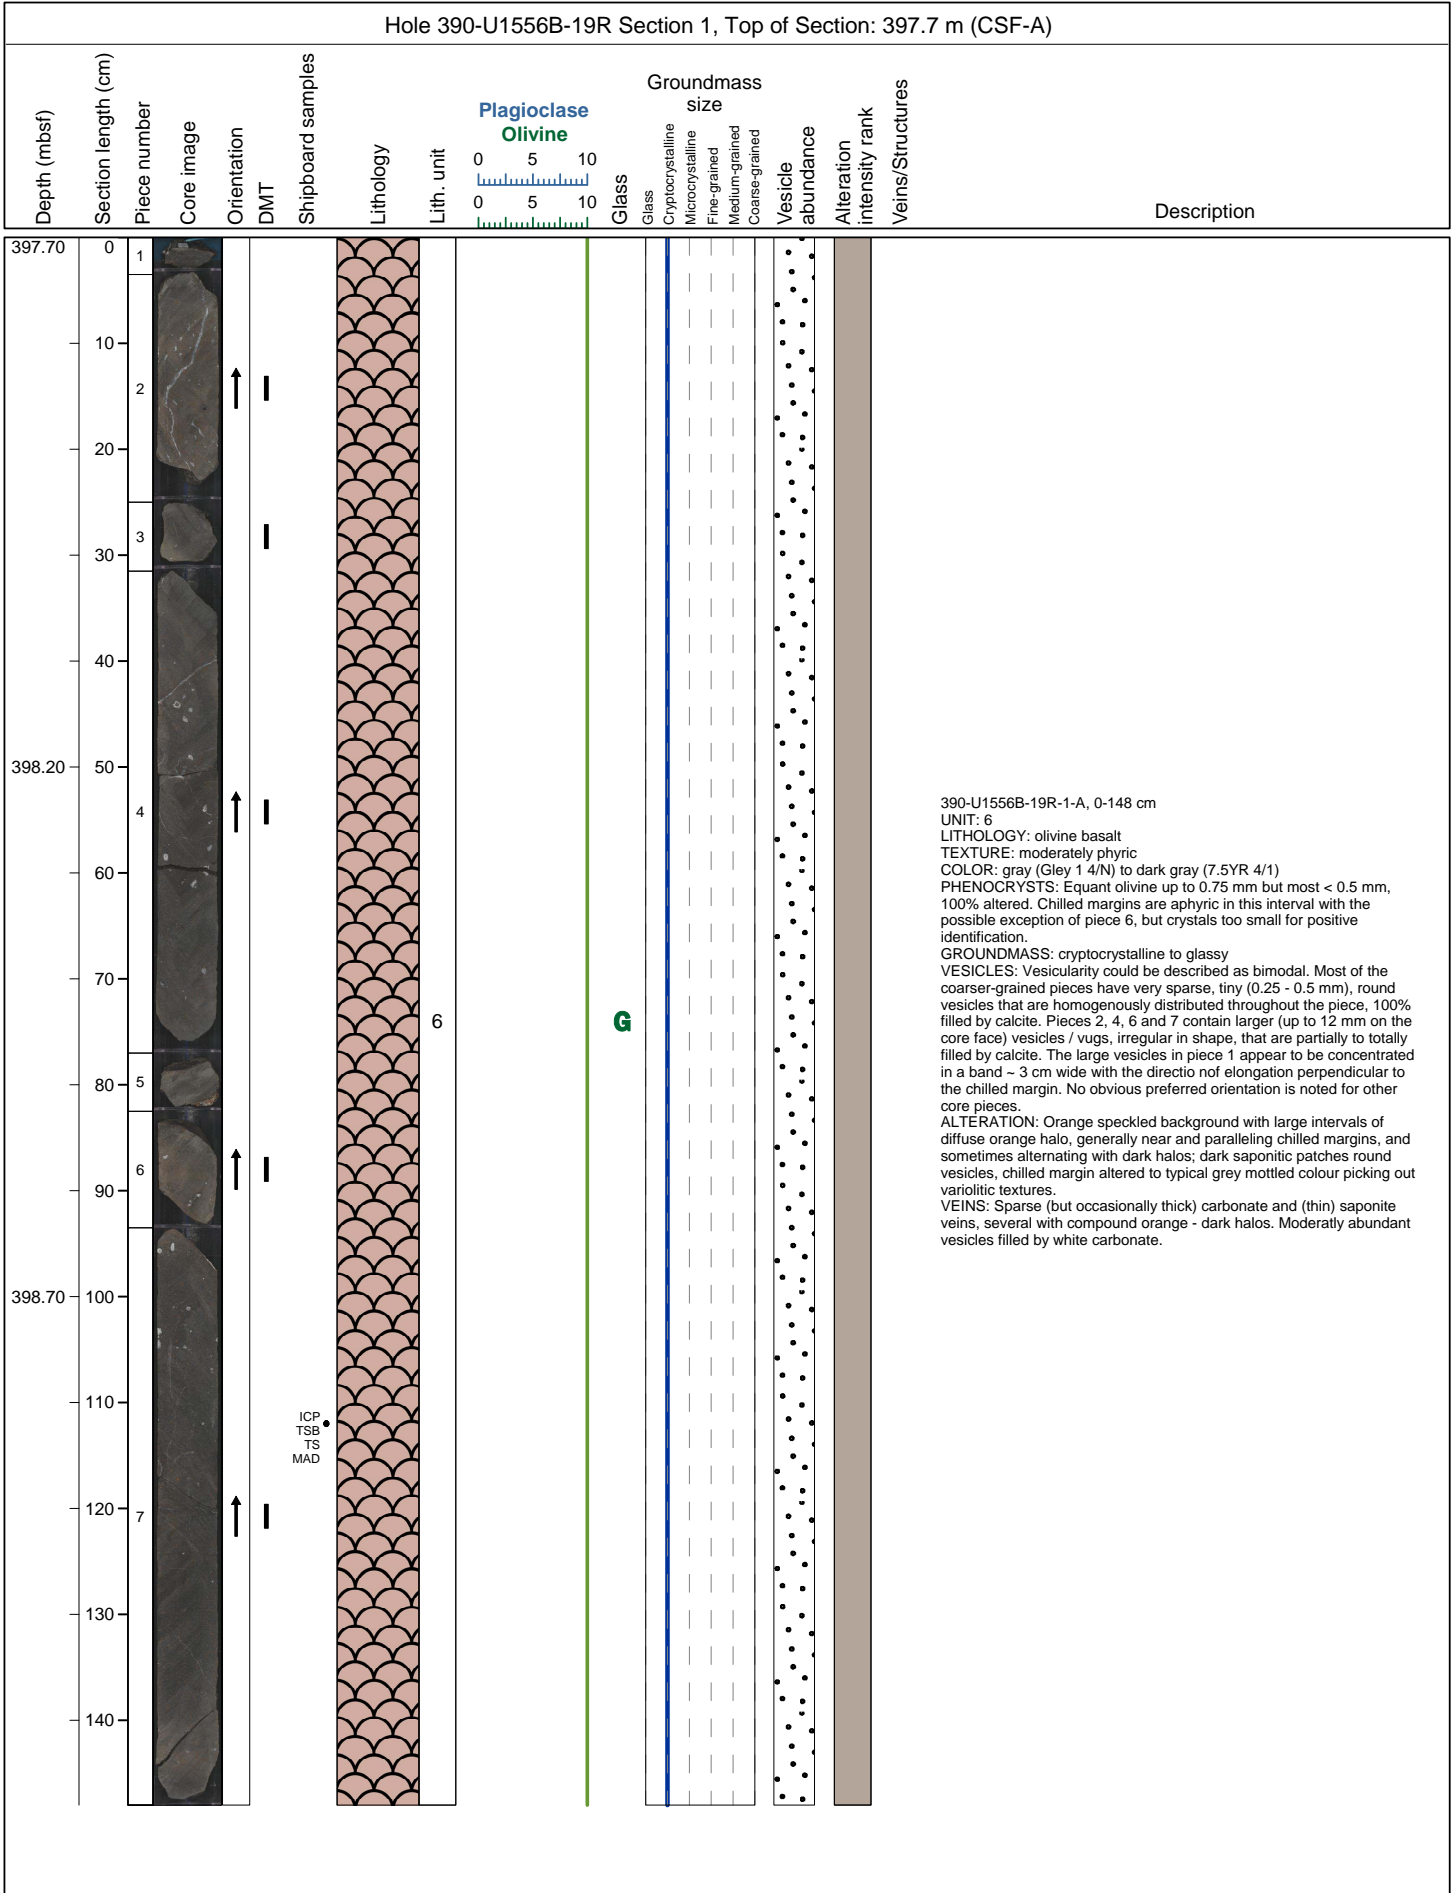 Hole 390-U1556B-19R Section 1, Top of Section: 397.7 m (CSF-A)
Depth (mbsf)
Section length (cm)
Piece number
Core image
Orientation
DMT
Shipboard samples
Lithology
Lith. unit
Plagioclase
Olivine
0 5 10
0 5 10
Glass
Groundmass
size
Glass
Cryptocrystalline
Microcrystalline
Fine-grained
Medium-grained
Coarse-grained
Vesicle
abundance
Alteration
intensity rank
Veins/Structures
Description
397.70
398.20
398.70
0
10
20
30
40
50
60
70
80
90
100
110
120
130
140
1
2
3
4
5
6
7
ICP
TSB
TS
MAD
6
G
390-U1556B-19R-1-A, 0-148 cm
UNIT: 6
LITHOLOGY: olivine basalt
TEXTURE: moderately phyric
COLOR: gray (Gley 1 4/N) to dark gray (7.5YR 4/1)
PHENOCRYSTS: Equant olivine up to 0.75 mm but most < 0.5 mm,
100% altered. Chilled margins are aphyric in this interval with the
possible exception of piece 6, but crystals too small for positive
identification.
GROUNDMASS: cryptocrystalline to glassy
VESICLES: Vesicularity could be described as bimodal. Most of the
coarser-grained pieces have very sparse, tiny (0.25 - 0.5 mm), round
vesicles that are homogenously distributed throughout the piece, 100%
filled by calcite. Pieces 2, 4, 6 and 7 contain larger (up to 12 mm on the
core face) vesicles / vugs, irregular in shape, that are partially to totally
filled by calcite. The large vesicles in piece 1 appear to be concentrated
in a band ~ 3 cm wide with the directio nof elongation perpendicular to
the chilled margin. No obvious preferred orientation is noted for other
core pieces.
ALTERATION: Orange speckled background with large intervals of
diffuse orange halo, generally near and paralleling chilled margins, and
sometimes alternating with dark halos; dark saponitic patches round
vesicles, chilled margin altered to typical grey mottled colour picking out
variolitic textures.
VEINS: Sparse (but occasionally thick) carbonate and (thin) saponite
veins, several with compound orange - dark halos. Moderatly abundant
vesicles filled by white carbonate.